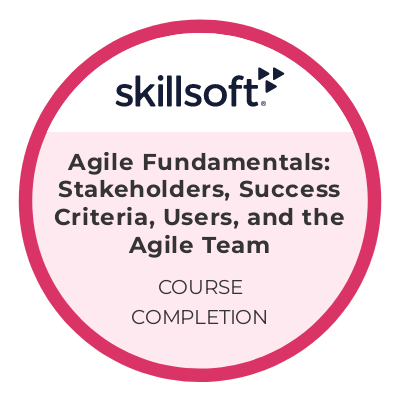 skillsoft®
Agile Fundamentals:
Stakeholders, Success
Criteria, Users, and the
Agile Team
COURSE
COMPLETION